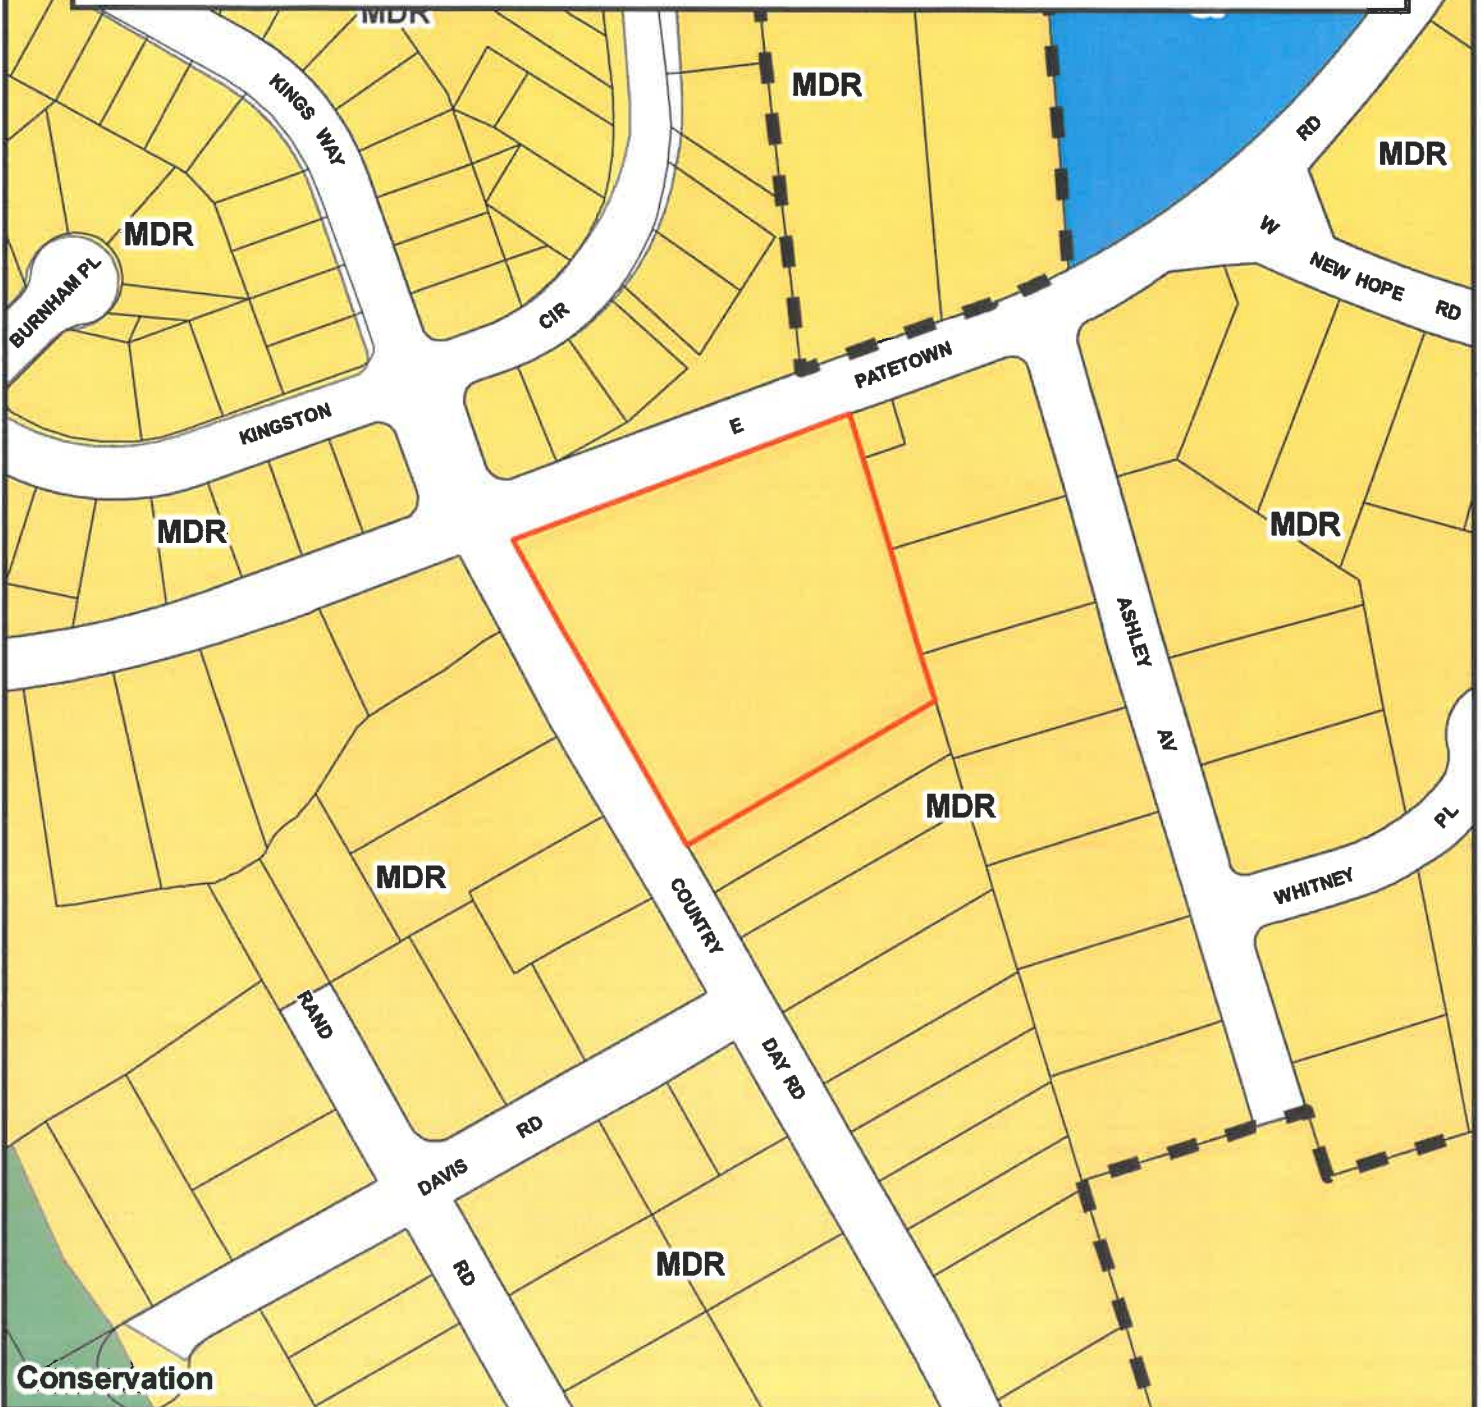 MDR
KINGS WAY
MDR
RD
MDR
MDR
BURNHAM PL
W
NEW HOPE RD
CIR
PATETOWN
KINGSTON
E
MDR
MDR
ASHLEY AV
MDR
PL
MDR
WHITNEY
COUNTRY
RAND
DAY RD
RD
DAVIS
RD
MDR
Conservation